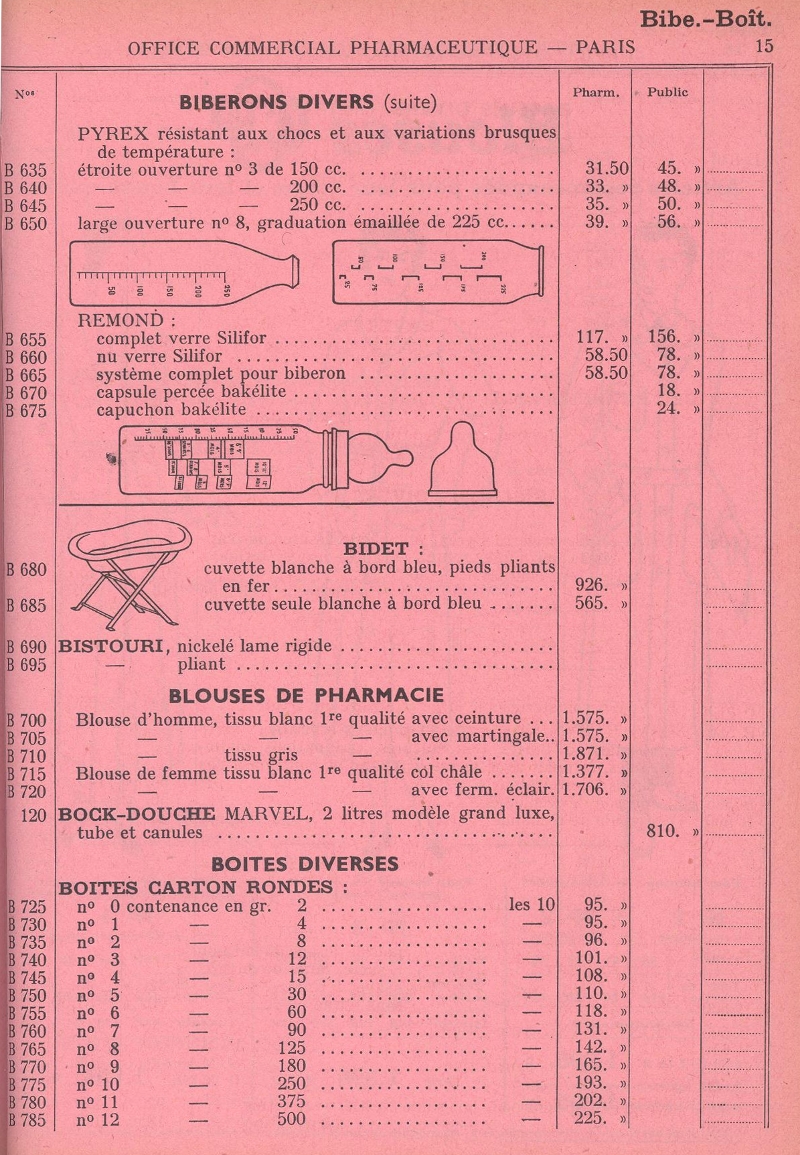 Bibe.-Boît.
OFFICE COMMERCIAL PHARMACEUTIQUE — PARIS 15
Nos BIBERONS DIVERS (suite) Pharm. Public
PYREX résistant aux chocs et aux variations brusques
de température :
B 635 étroite ouverture no 3 de 150 cc. ...................... 31.50 45. »
B 640 — — — 200 cc. ...................... 33. » 48. »
B 645 — — — 250 cc. ...................... 35. » 50. »
B 650 large ouverture no 8, graduation émaillée de 225 cc...... 39. » 56. »
50 100 150 200 250
REMOND :
B 655 complet verre Silifor ................................ 117. » 156. »
B 660 nu verre Silifor .................................... 58.50 78. »
B 665 système complet pour biberon ...................... 58.50 78. »
B 670 capsule percée bakélite .............................. 18. »
B 675 capuchon bakélite .................................. 24. »
BIDET :
B 680 cuvette blanche à bord bleu, pieds pliants
en fer ................................ 926. »
B 685 cuvette seule blanche à bord bleu ....... 565. »
B 690 BISTOURI, nickelé lame rigide ........................
B 695 — pliant ....................................
BLOUSES DE PHARMACIE
B 700 Blouse d'homme, tissu blanc 1re qualité avec ceinture ... 1.575. »
B 705 — — — avec martingale.. 1.575. »
B 710 — tissu gris — ................ 1.871. »
B 715 Blouse de femme tissu blanc 1re qualité col châle ....... 1.377. »
B 720 — — — avec ferm. éclair. 1.706. »
120 BOCK-DOUCHE MARVEL, 2 litres modèle grand luxe,
tube et canules ...................................... 810. »
BOITES DIVERSES
BOITES CARTON RONDES :
B 725 no 0 contenance en gr. 2 ................... les 10 95. »
B 730 no 1 — 4 ................... — 95. »
B 735 no 2 — 8 ................... — 96. »
B 740 no 3 — 12 ................... — 101. »
B 745 no 4 — 15 ................... — 108. »
B 750 no 5 — 30 ................... — 110. »
B 755 no 6 — 60 ................... — 118. »
B 760 no 7 — 90 ................... — 131. »
B 765 no 8 — 125 ................... — 142. »
B 770 no 9 — 180 ................... — 165. »
B 775 no 10 — 250 ................... — 193. »
B 780 no 11 — 375 ................... — 202. »
B 785 no 12 — 500 ................... — 225. »